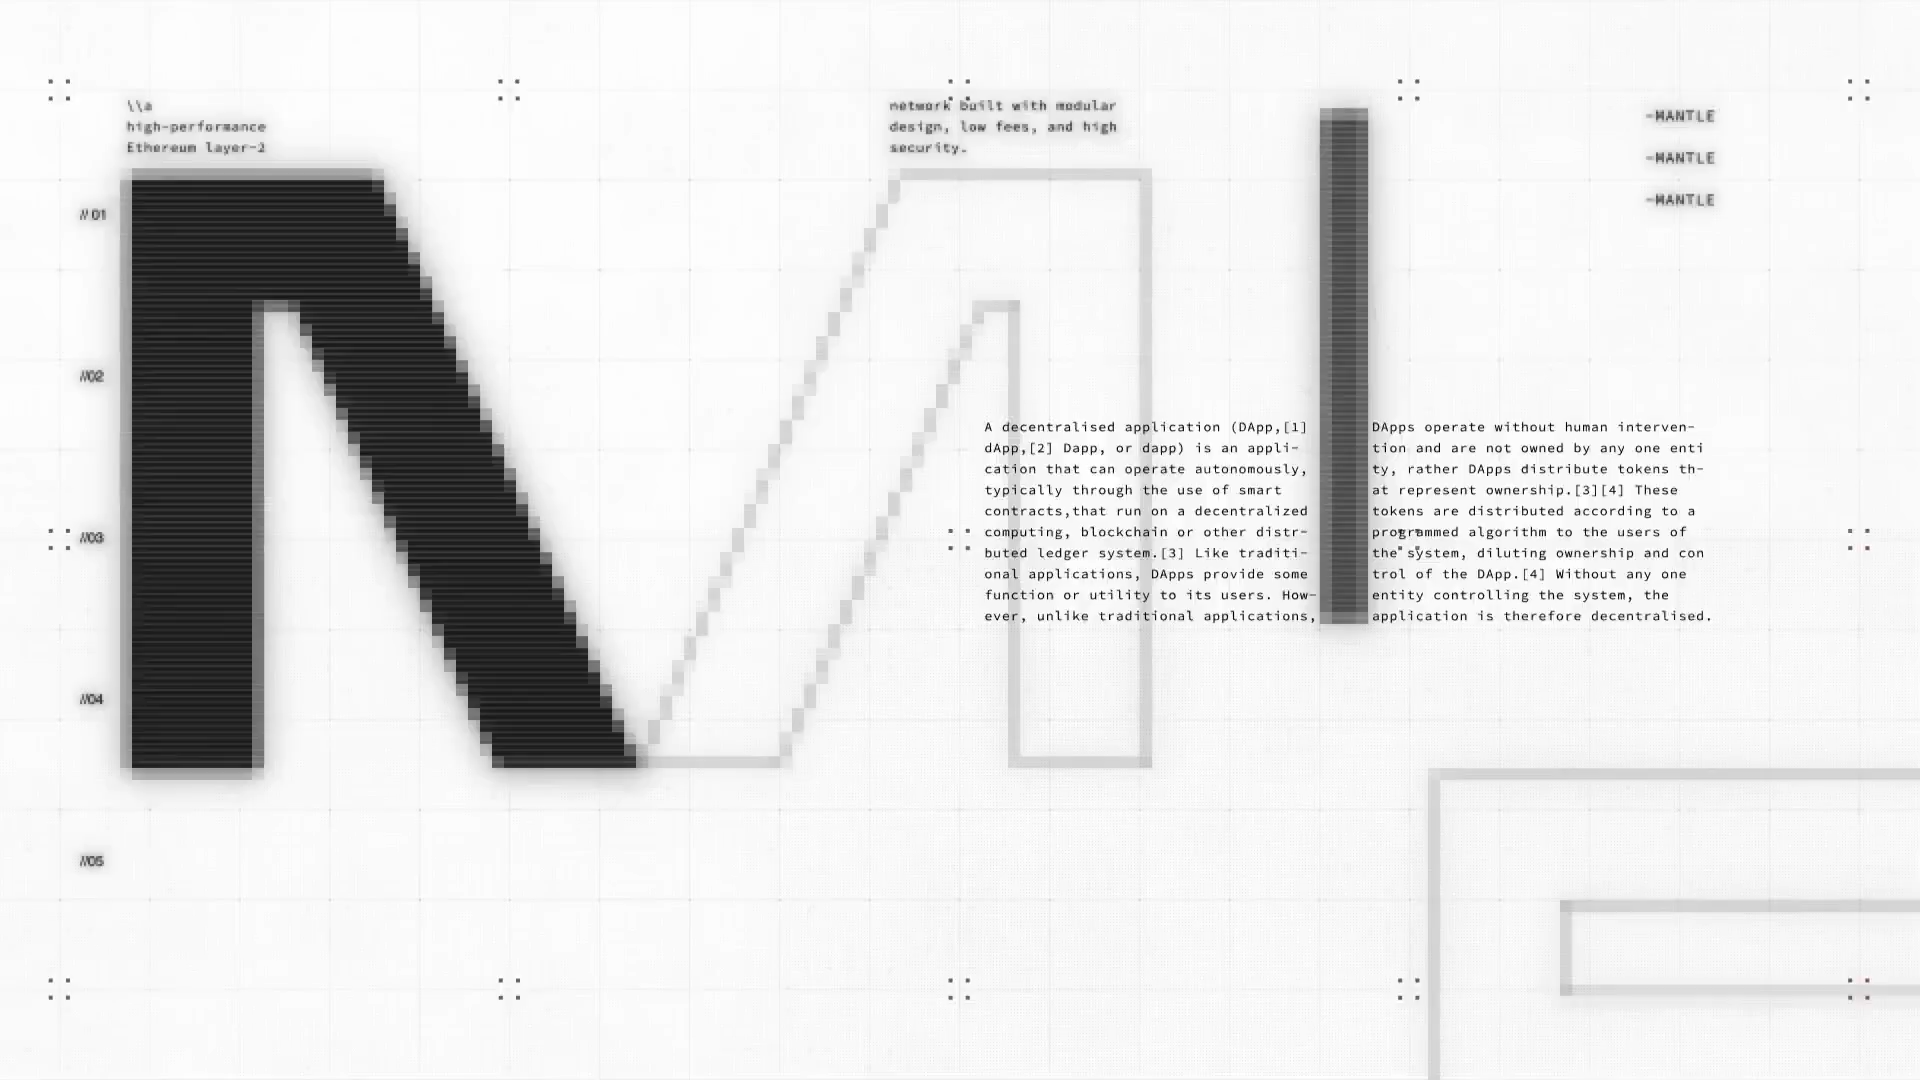 \\a
high-performance
Ethereum layer-2
network built with modular
design, low fees, and high
security.
-MANTLE
-MANTLE
-MANTLE
//01
//02
//03
//04
//05
M
A decentralised application (DApp,[1]
dApp,[2] Dapp, or dapp) is an appli-
cation that can operate autonomously,
typically through the use of smart
contracts,that run on a decentralized
computing, blockchain or other distr-
buted ledger system.[3] Like traditi-
onal applications, DApps provide some
function or utility to its users. How-
ever, unlike traditional applications,
DApps operate without human interven-
tion and are not owned by any one enti
ty, rather DApps distribute tokens th-
at represent ownership.[3][4] These
tokens are distributed according to a
programmed algorithm to the users of
the system, diluting ownership and con
trol of the DApp.[4] Without any one
entity controlling the system, the
application is therefore decentralised.